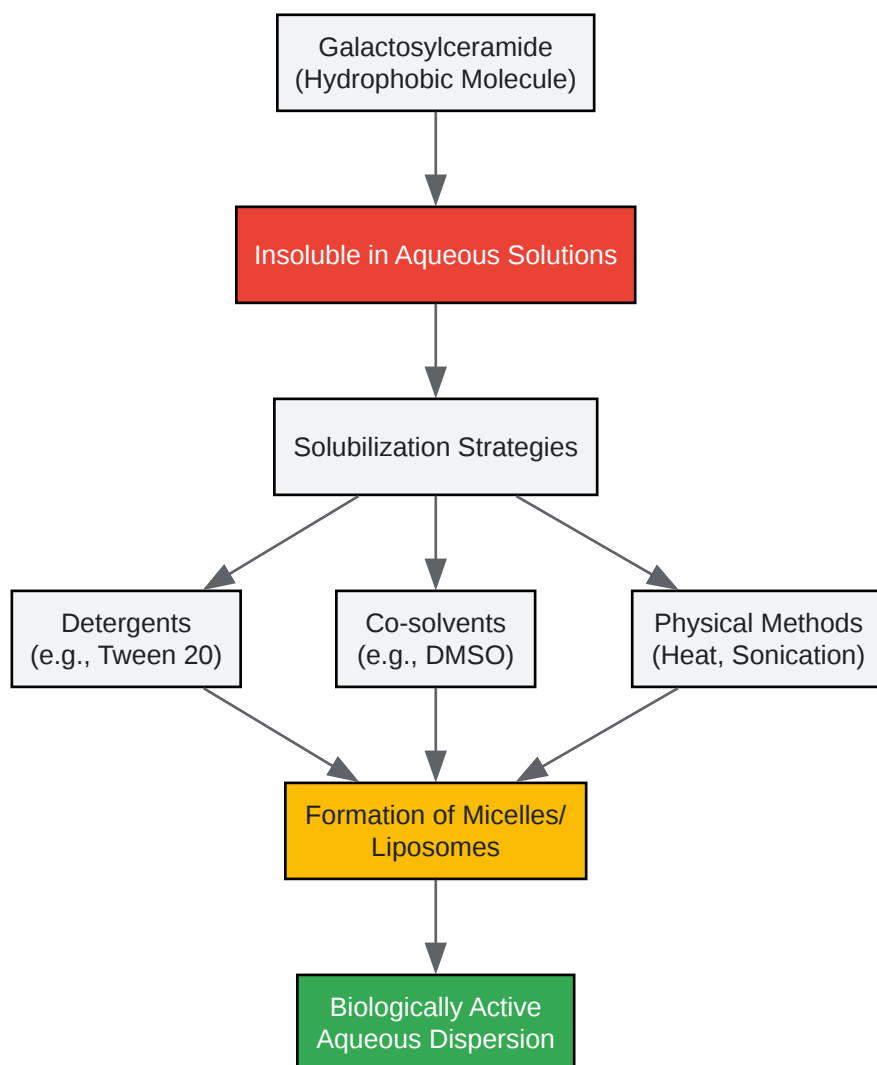 Galactosylceramide
(Hydrophobic Molecule)
Insoluble in Aqueous Solutions
Solubilization Strategies
Detergents
(e.g., Tween 20)
Co-solvents
(e.g., DMSO)
Physical Methods
(Heat, Sonication)
Formation of Micelles/
Liposomes
Biologically Active
Aqueous Dispersion